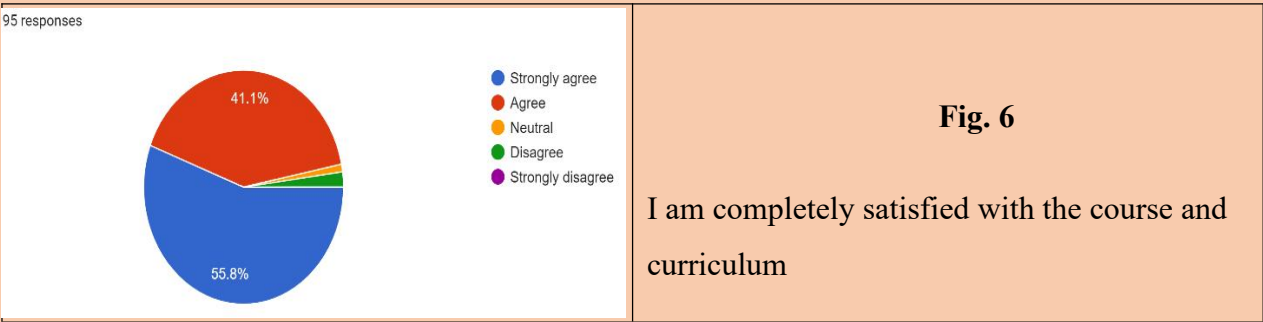 95 responses
41.1%
55.8%
Strongly agree
Agree
Neutral
Disagree
Strongly disagree
Fig. 6
I am completely satisfied with the course and
curriculum